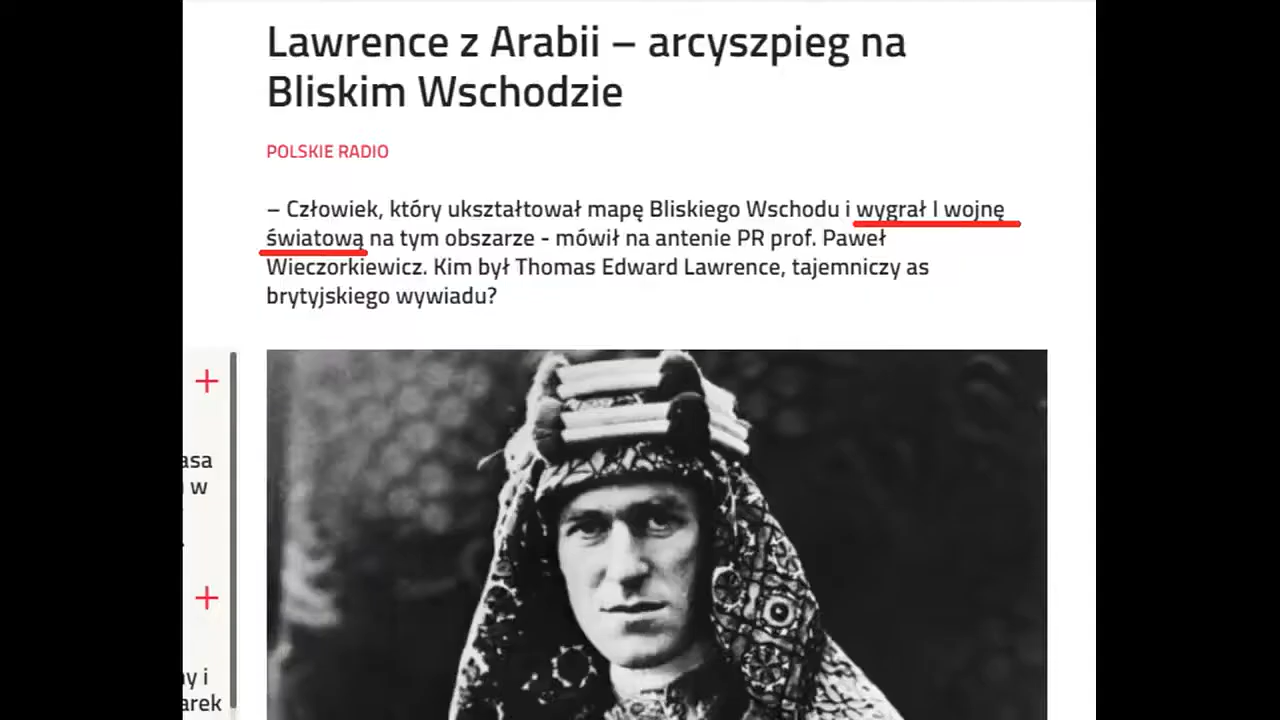 Lawrence z Arabii – arcyszpieg na
Bliskim Wschodzie
POLSKIE RADIO
– Człowiek, który ukształtował mapę Bliskiego Wschodu i wygrał I wojnę
światową na tym obszarze - mówił na antenie PR prof. Paweł
Wieczorkiewicz. Kim był Thomas Edward Lawrence, tajemniczy as
brytyjskiego wywiadu?
w
i